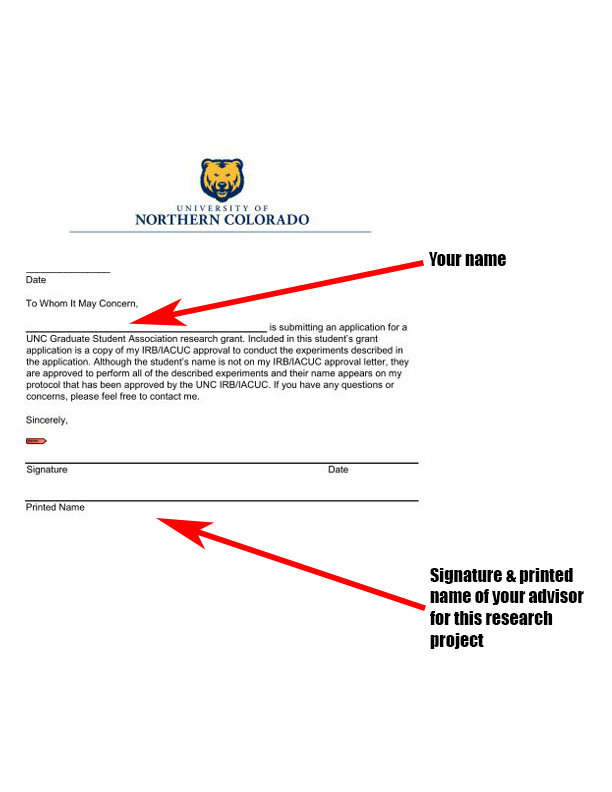 UNIVERSITY OF
NORTHERN COLORADO
Your name
Date
To Whom It May Concern,
is submitting an application for a
UNC Graduate Student Association research grant. Included in this student's grant
application is a copy of my IRB/IACUC approval to conduct the experiments described in
the application. Although the student's name is not on my IRB/IACUC approval letter, they
are approved to perform all of the described experiments and their name appears on my
protocol that has been approved by the UNC IRB/IACUC. If you have any questions or
concerns, please feel free to contact me.
Sincerely,
Signature Date
Printed Name
Signature & printed
name of your advisor
for this research
project